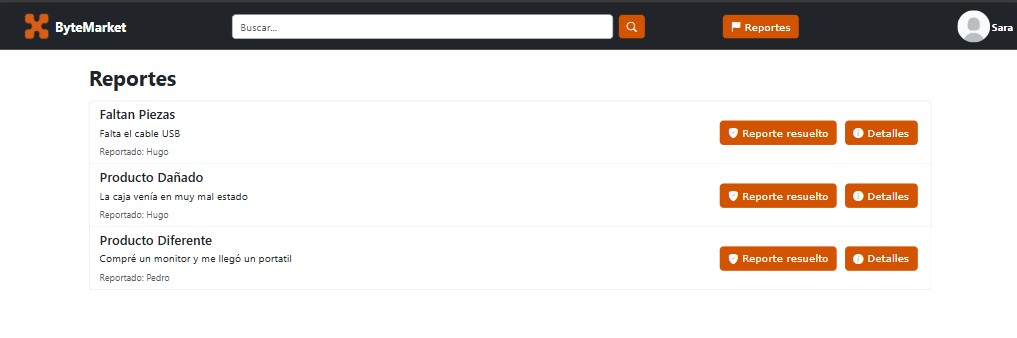 ByteMarket
Buscar...
Reportes
Sara
Reportes
Faltan Piezas
Falta el cable USB
Reportado: Hugo
Reporte resuelto
Detalles
Producto Dañado
La caja venía en muy mal estado
Reportado: Hugo
Reporte resuelto
Detalles
Producto Diferente
Compré un monitor y me llegó un portatil
Reportado: Pedro
Reporte resuelto
Detalles